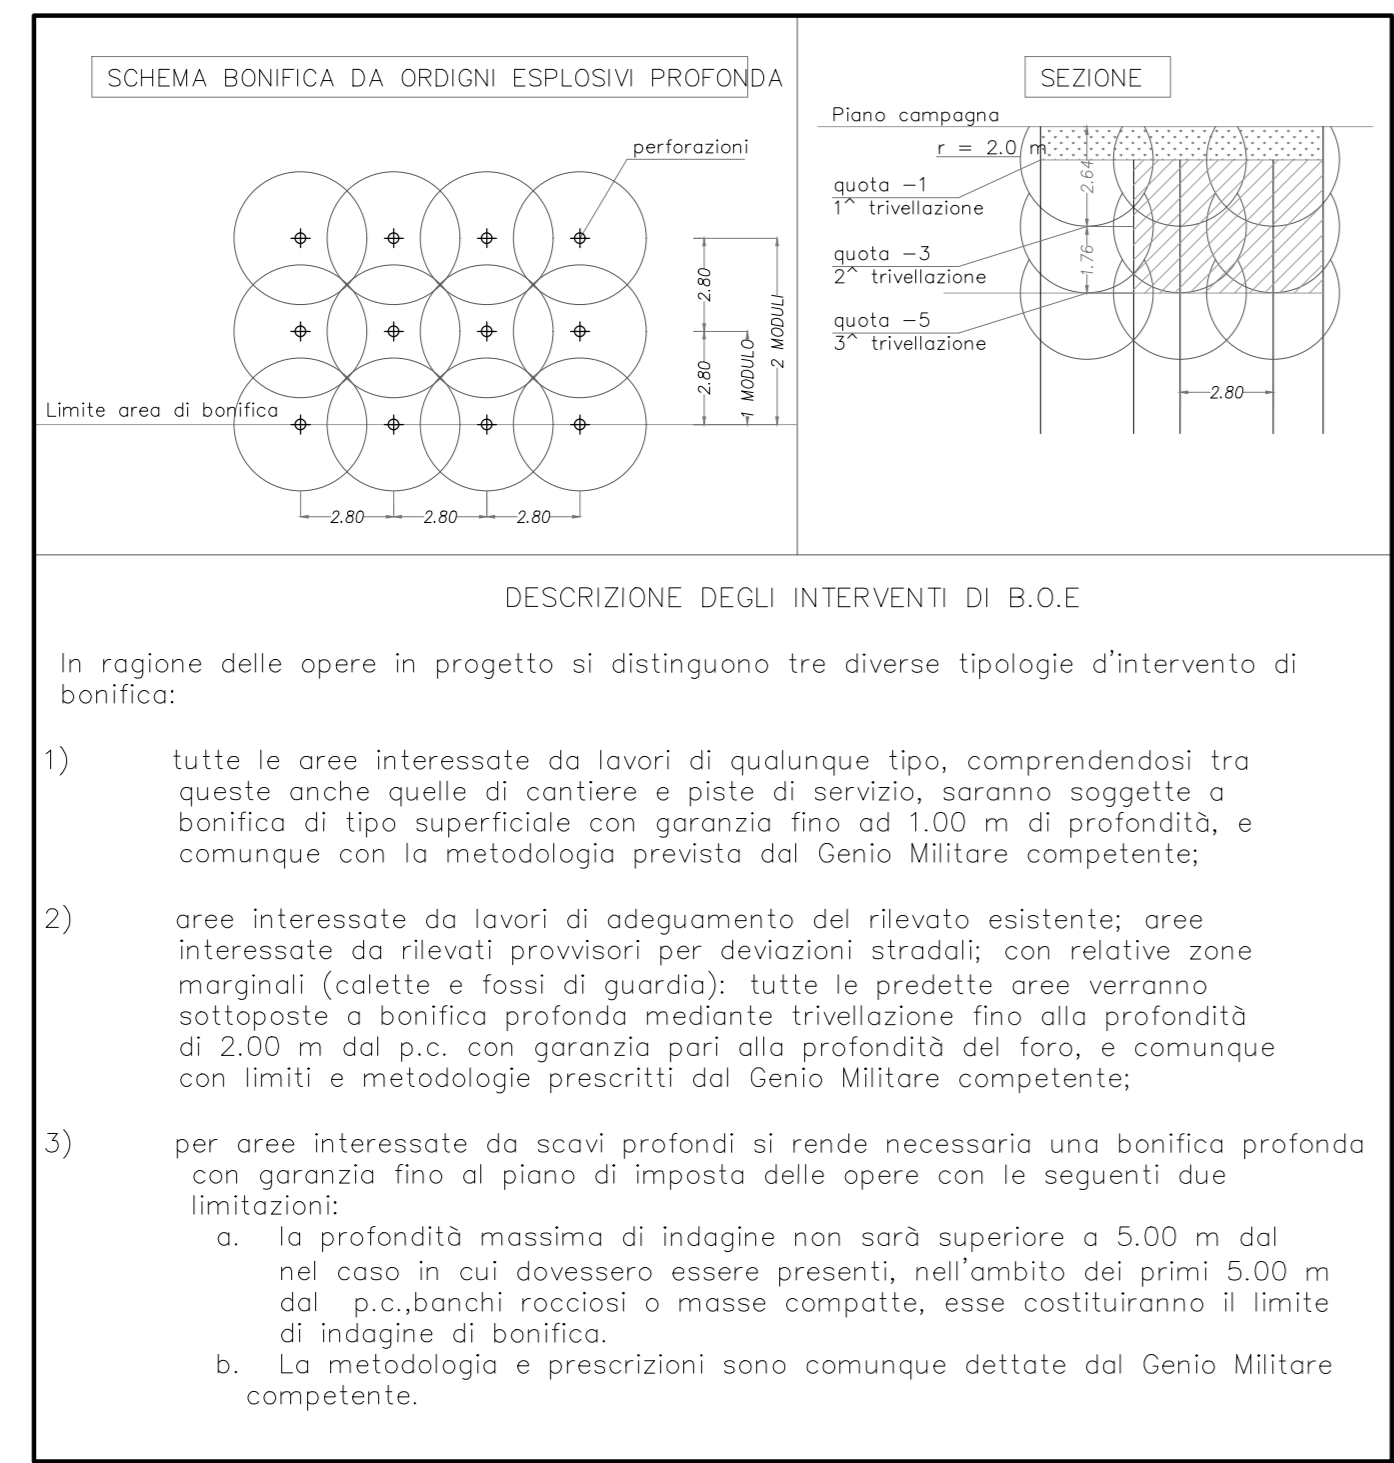 SCHEMA BONIFICA DA ORDIGNI ESPLOSIVI PROFONDA
perforazioni
Limite area di bonifica
2.80
2.80
2.80
2.80
2.80
1 MODULO
2 MODULI
SEZIONE
Piano campagna
r = 2.0 m
quota -1
1^ trivellazione
quota -3
2^ trivellazione
quota -5
3^ trivellazione
2.64
1.76
2.80
DESCRIZIONE DEGLI INTERVENTI DI B.O.E
In ragione delle opere in progetto si distinguono tre diverse tipologie d'intervento di
bonifica:
1) tutte le aree interessate da lavori di qualunque tipo, comprendendosi tra
queste anche quelle di cantiere e piste di servizio, saranno soggette a
bonifica di tipo superficiale con garanzia fino ad 1.00 m di profondità, e
comunque con la metodologia prevista dal Genio Militare competente;
2) aree interessate da lavori di adeguamento del rilevato esistente; aree
interessate da rilevati provvisori per deviazioni stradali; con relative zone
marginali (calette e fossi di guardia): tutte le predette aree verranno
sottoposte a bonifica profonda mediante trivellazione fino alla profondità
di 2.00 m dal p.c. con garanzia pari alla profondità del foro, e comunque
con limiti e metodologie prescritti dal Genio Militare competente;
3) per aree interessate da scavi profondi si rende necessaria una bonifica profonda
con garanzia fino al piano di imposta delle opere con le seguenti due
limitazioni:
a. la profondità massima di indagine non sarà superiore a 5.00 m dal
nel caso in cui dovessero essere presenti, nell'ambito dei primi 5.00 m
dal p.c.,banchi rocciosi o masse compatte, esse costituiranno il limite
di indagine di bonifica.
b. La metodologia e prescrizioni sono comunque dettate dal Genio Militare
competente.